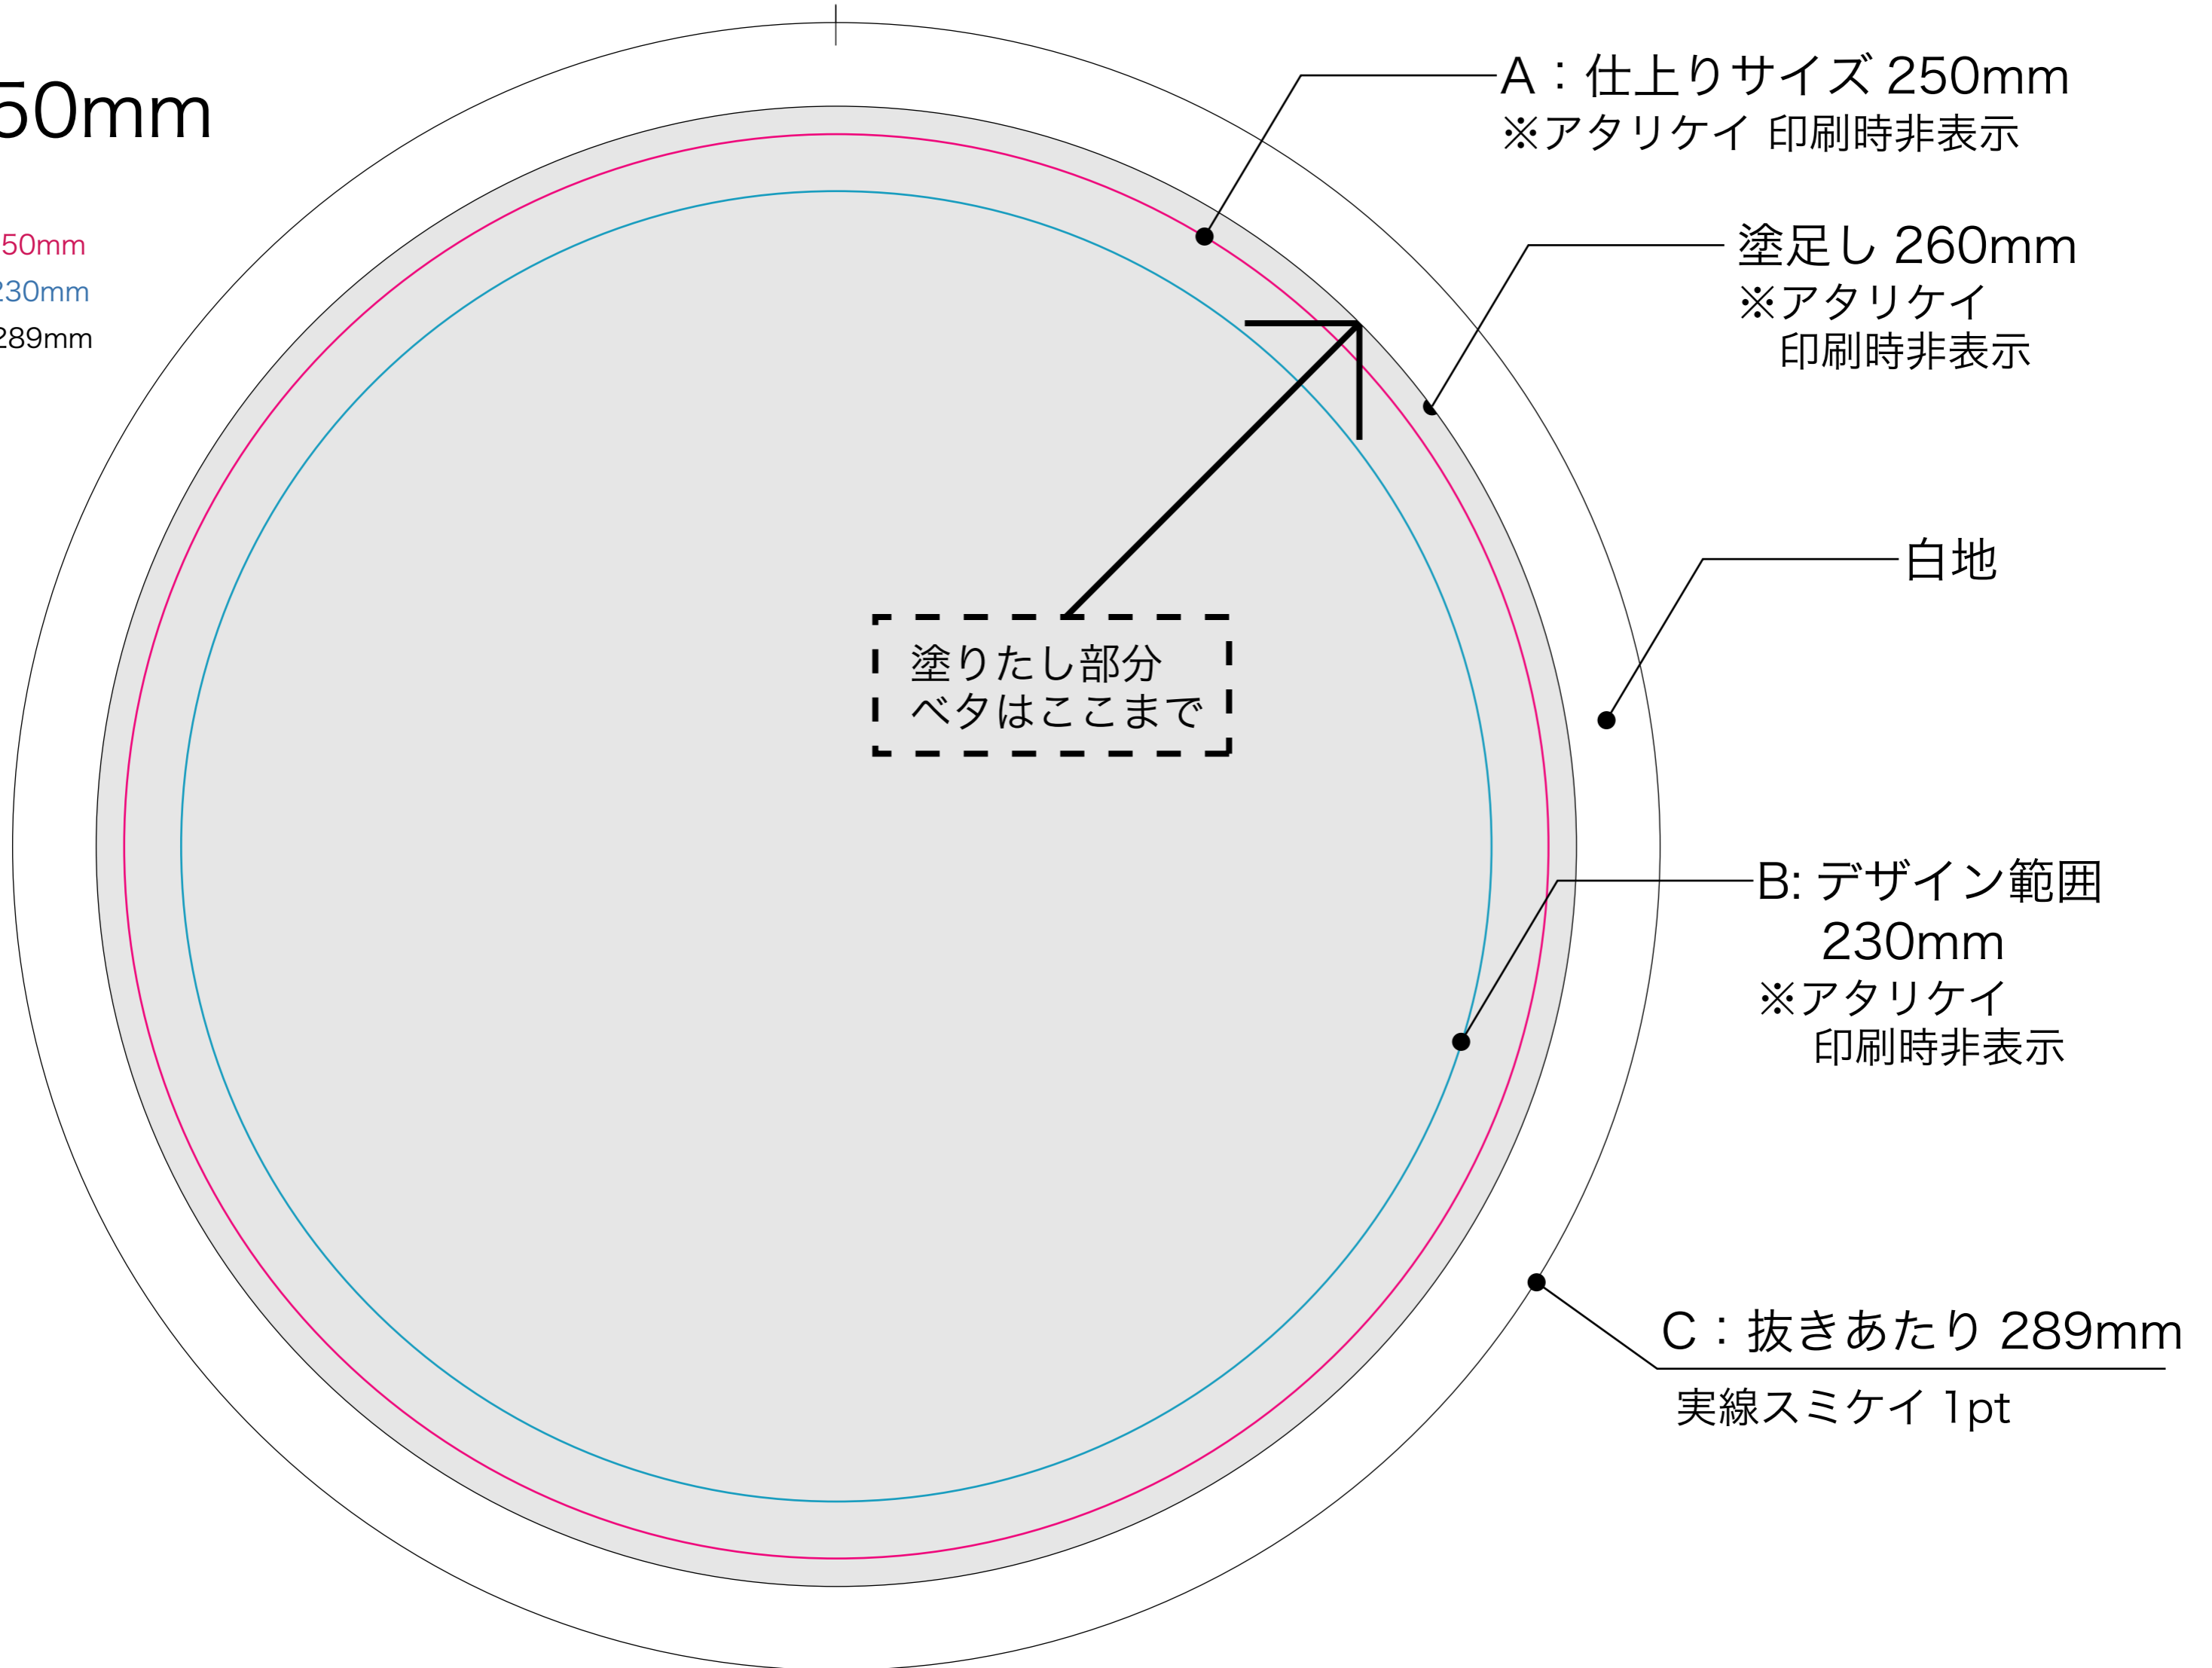 50mm
50mm
230mm
289mm
A：仕上りサイズ 250mm
※アタリケイ 印刷時非表示
塗足し 260mm
※アタリケイ
印刷時非表示
白地
塗りたし部分
ベタはここまで
B: デザイン範囲
230mm
※アタリケイ
印刷時非表示
C：抜きあたり 289mm
実線スミケイ 1pt